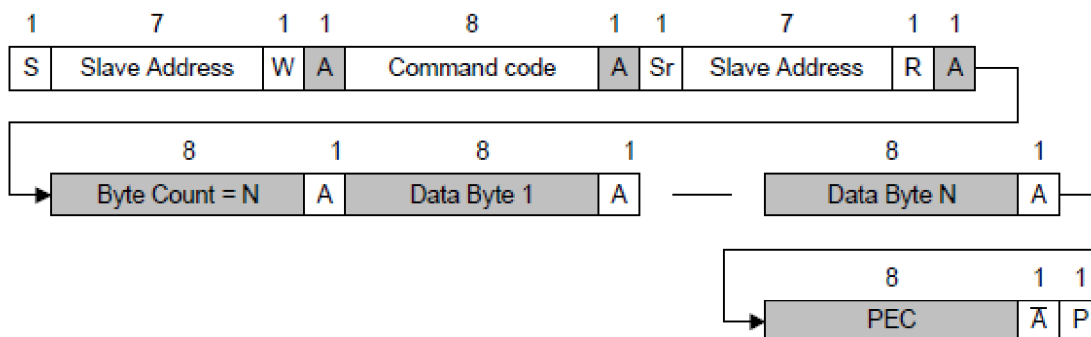 1 7 1 1 8 1 1 7 1 1
S Slave Address W A Command code A Sr Slave Address R A
8 1 8 1 8 1
Byte Count = N A Data Byte 1 A Data Byte N A
8 1 1
PEC A̅ P